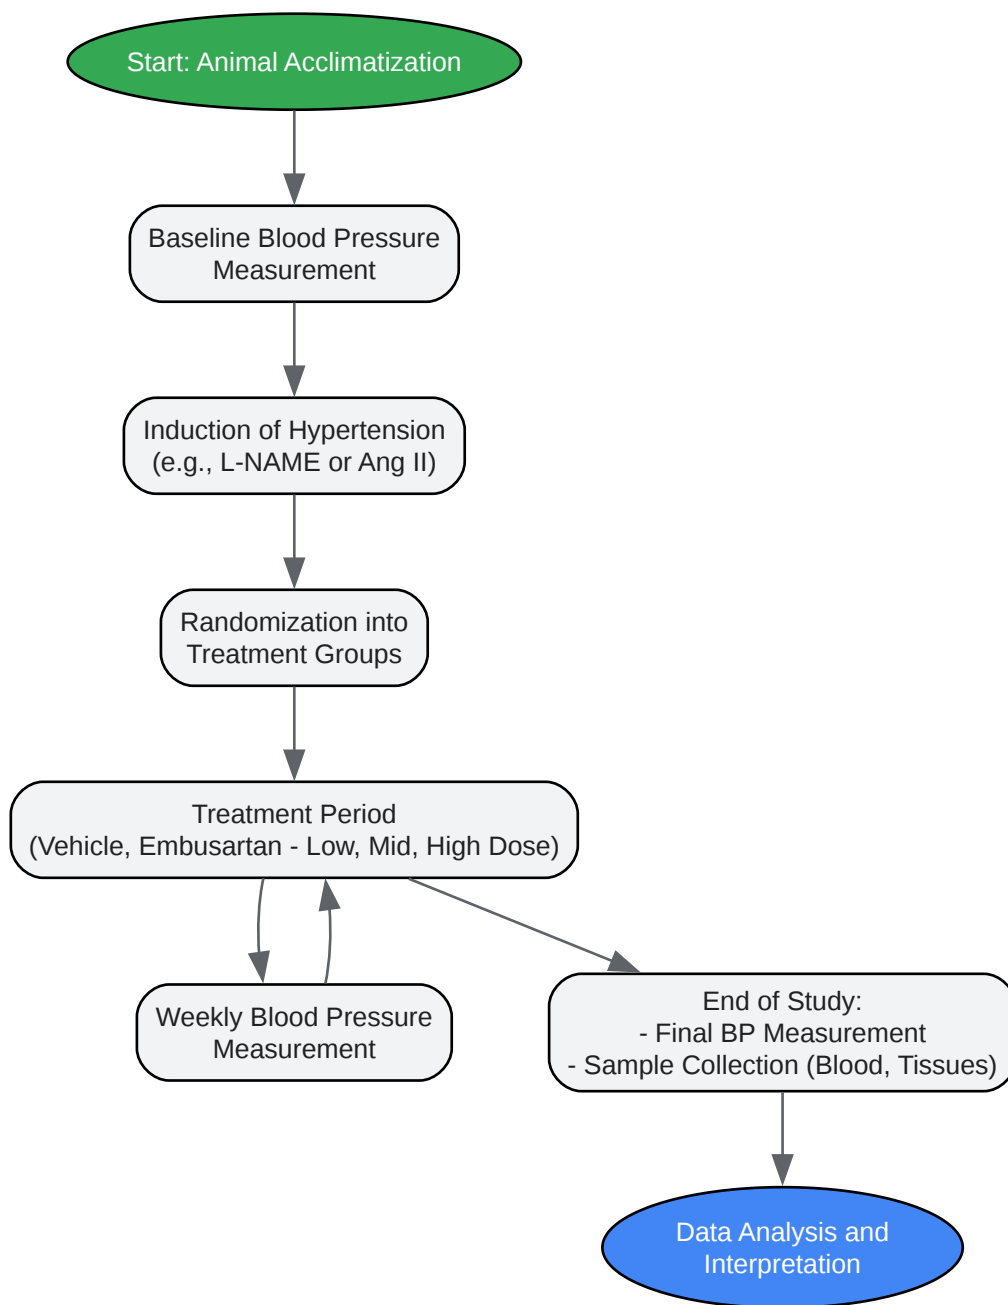 Start: Animal Acclimatization
Baseline Blood Pressure
Measurement
Induction of Hypertension
(e.g., L-NAME or Ang II)
Randomization into
Treatment Groups
Treatment Period
(Vehicle, Embusartan - Low, Mid, High Dose)
Weekly Blood Pressure
Measurement
End of Study:
- Final BP Measurement
- Sample Collection (Blood, Tissues)
Data Analysis and
Interpretation